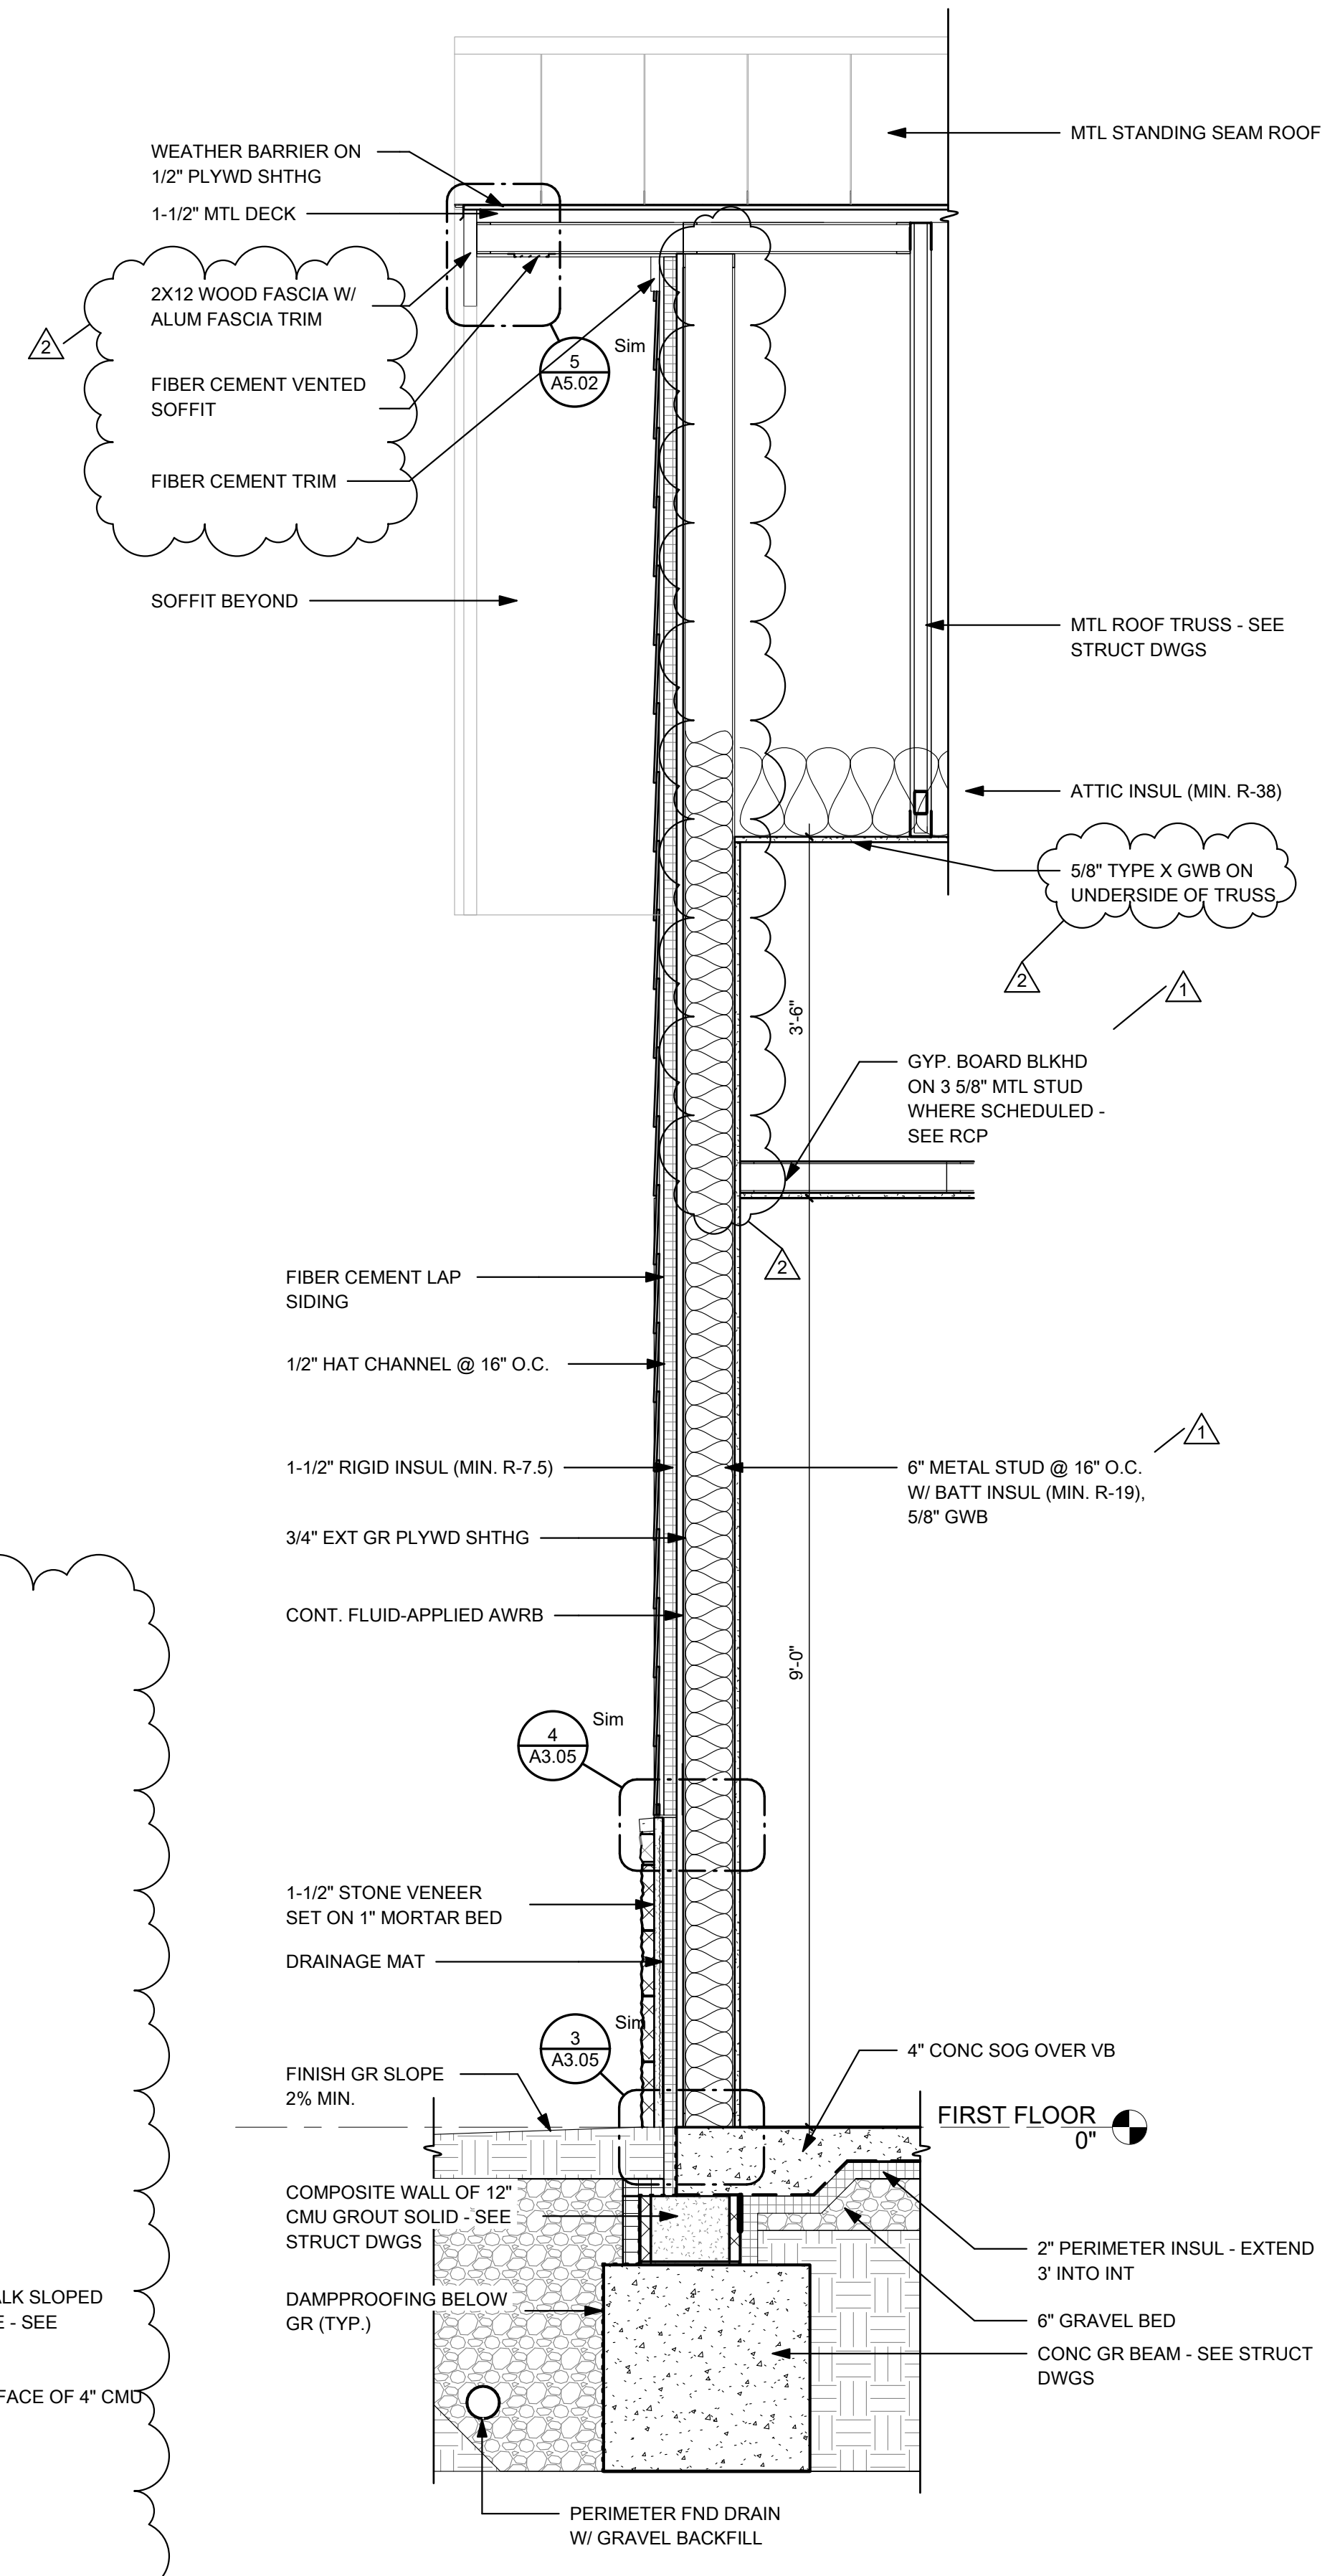 MTL STANDING SEAM ROOF
WEATHER BARRIER ON
1/2" PLYWD SHTHG
1-1/2" MTL DECK
2X12 WOOD FASCIA W/
ALUM FASCIA TRIM
2
Sim
5
A5.02
FIBER CEMENT VENTED
SOFFIT
FIBER CEMENT TRIM
SOFFIT BEYOND
MTL ROOF TRUSS - SEE
STRUCT DWGS
ATTIC INSUL (MIN. R-38)
5/8" TYPE X GWB ON
UNDERSIDE OF TRUSS
2
1
3'-6"
GYP. BOARD BLKHD
ON 3 5/8" MTL STUD
WHERE SCHEDULED -
SEE RCP
2
FIBER CEMENT LAP
SIDING
1/2" HAT CHANNEL @ 16" O.C.
1
1-1/2" RIGID INSUL (MIN. R-7.5)
6" METAL STUD @ 16" O.C.
W/ BATT INSUL (MIN. R-19),
5/8" GWB
3/4" EXT GR PLYWD SHTHG
CONT. FLUID-APPLIED AWRB
9'-0"
Sim
4
A3.05
1-1/2" STONE VENEER
SET ON 1" MORTAR BED
DRAINAGE MAT
Sim
3
A3.05
4" CONC SOG OVER VB
FINISH GR SLOPE
2% MIN.
FIRST FLOOR
0"
COMPOSITE WALL OF 12"
CMU GROUT SOLID - SEE
STRUCT DWGS
2" PERIMETER INSUL - EXTEND
3' INTO INT
DAMPPROOFING BELOW
GR (TYP.)
6" GRAVEL BED
CONC GR BEAM - SEE STRUCT
DWGS
ALK SLOPED
E - SEE
FACE OF 4" CMU
PERIMETER FND DRAIN
W/ GRAVEL BACKFILL